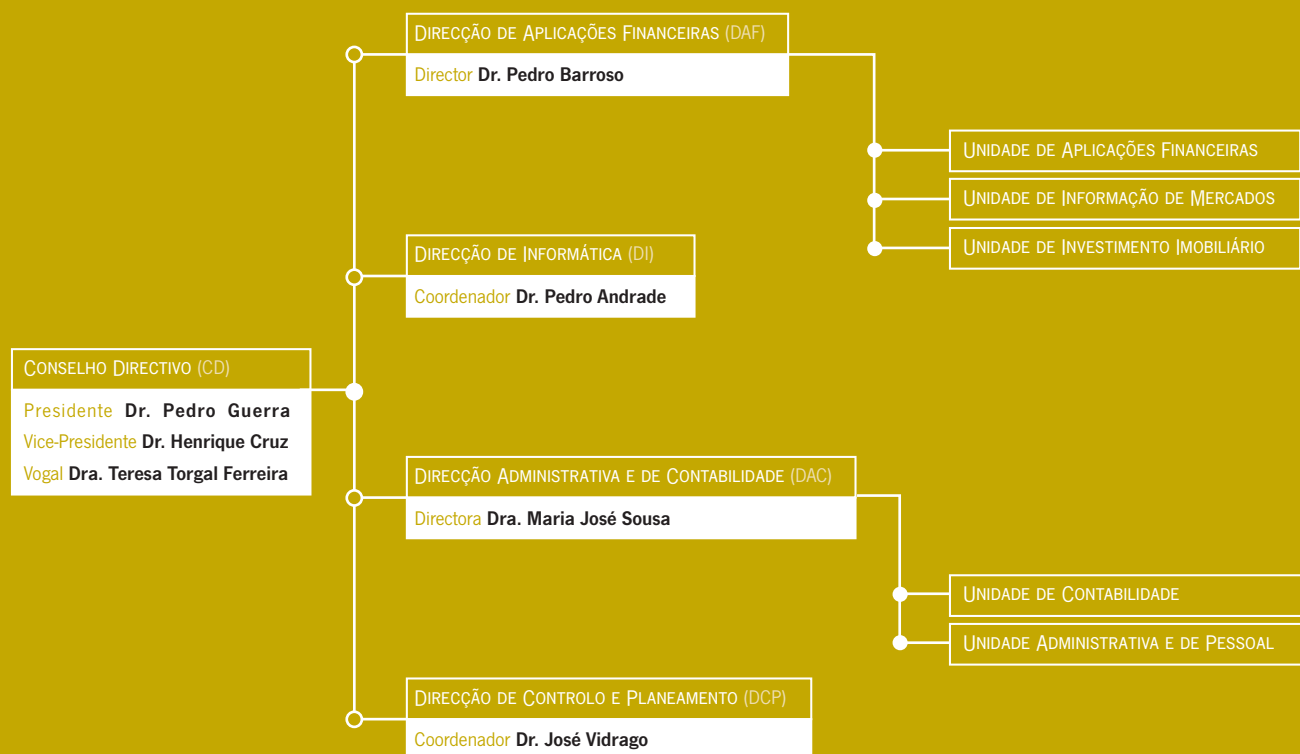 Conselho Directivo (CD)
Presidente Dr. Pedro Guerra
Vice-Presidente Dr. Henrique Cruz
Vogal Dra. Teresa Torgal Ferreira
Direcção de Aplicações Financeiras (DAF)
Director Dr. Pedro Barroso
Unidade de Aplicações Financeiras
Unidade de Informação de Mercados
Unidade de Investimento Imobiliário
Direcção de Informática (DI)
Coordenador Dr. Pedro Andrade
Direcção Administrativa e de Contabilidade (DAC)
Directora Dra. Maria José Sousa
Unidade de Contabilidade
Unidade Administrativa e de Pessoal
Direcção de Controlo e Planeamento (DCP)
Coordenador Dr. José Vidrago